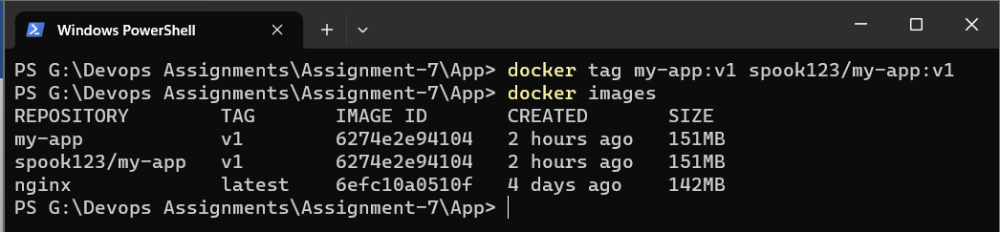 Windows PowerShell
PS G:\Devops Assignments\Assignment-7\App> docker tag my-app:v1 spook123/my-app:v1
PS G:\Devops Assignments\Assignment-7\App> docker images
REPOSITORY        TAG       IMAGE ID       CREATED       SIZE
my-app            v1        6274e2e94104   2 hours ago   151MB
spook123/my-app   v1        6274e2e94104   2 hours ago   151MB
nginx             latest    6efc10a0510f   4 days ago    142MB
PS G:\Devops Assignments\Assignment-7\App>